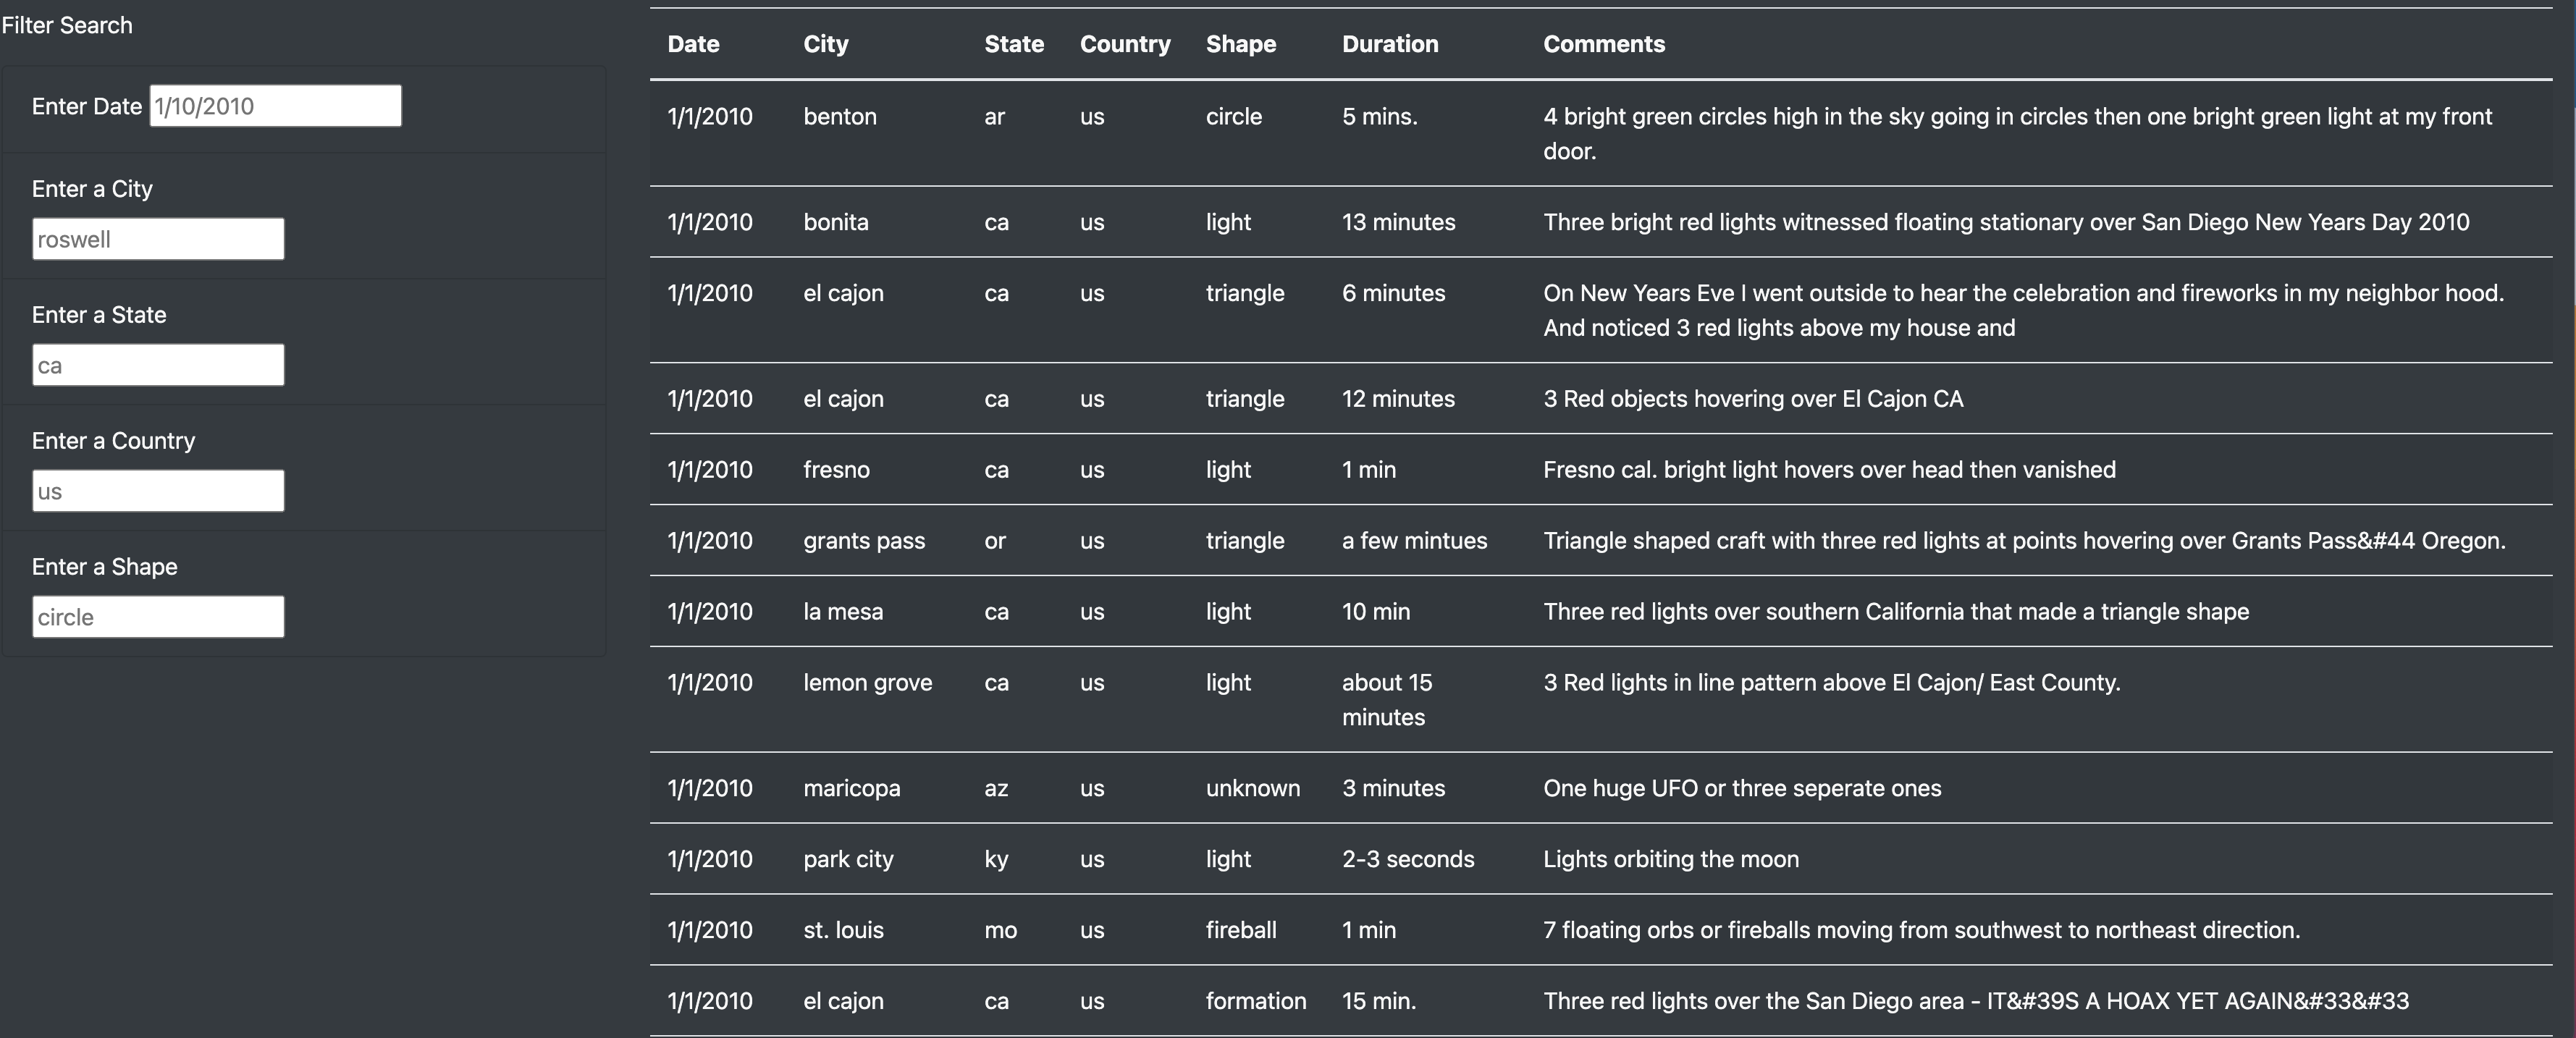 Filter Search
Enter Date 1/10/2010
Enter a City
roswell
Enter a State
ca
Enter a Country
us
Enter a Shape
circle
Date City State Country Shape Duration Comments
1/1/2010 benton ar us circle 5 mins. 4 bright green circles high in the sky going in circles then one bright green light at my front
door.
1/1/2010 bonita ca us light 13 minutes Three bright red lights witnessed floating stationary over San Diego New Years Day 2010
1/1/2010 el cajon ca us triangle 6 minutes On New Years Eve I went outside to hear the celebration and fireworks in my neighbor hood.
And noticed 3 red lights above my house and
1/1/2010 el cajon ca us triangle 12 minutes 3 Red objects hovering over El Cajon CA
1/1/2010 fresno ca us light 1 min Fresno cal. bright light hovers over head then vanished
1/1/2010 grants pass or us triangle a few mintues Triangle shaped craft with three red lights at points hovering over Grants Pass&#44 Oregon.
1/1/2010 la mesa ca us light 10 min Three red lights over southern California that made a triangle shape
1/1/2010 lemon grove ca us light about 15 3 Red lights in line pattern above El Cajon/ East County.
minutes
1/1/2010 maricopa az us unknown 3 minutes One huge UFO or three seperate ones
1/1/2010 park city ky us light 2-3 seconds Lights orbiting the moon
1/1/2010 st. louis mo us fireball 1 min 7 floating orbs or fireballs moving from southwest to northeast direction.
1/1/2010 el cajon ca us formation 15 min. Three red lights over the San Diego area - IT&#39S A HOAX YET AGAIN&#33&#33